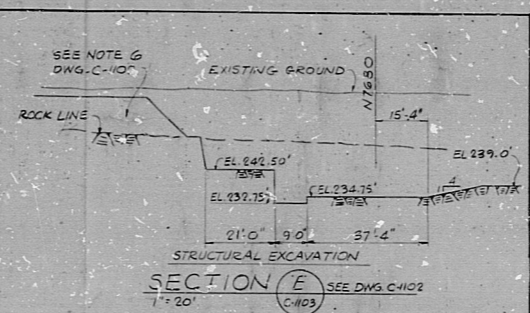 SEE NOTE 6
DWG. C-110
EXISTING GROUND
N7680
15'-4"
ROCK LINE
EL 239.0'
EL.242.50'
4
EL.232.75'
EL.234.75'
21'-0"
9'0"
37'-4"
STRUCTURAL EXCAVATION
SECTION E
C-1103
SEE DWG. C-1102
1"= 20'